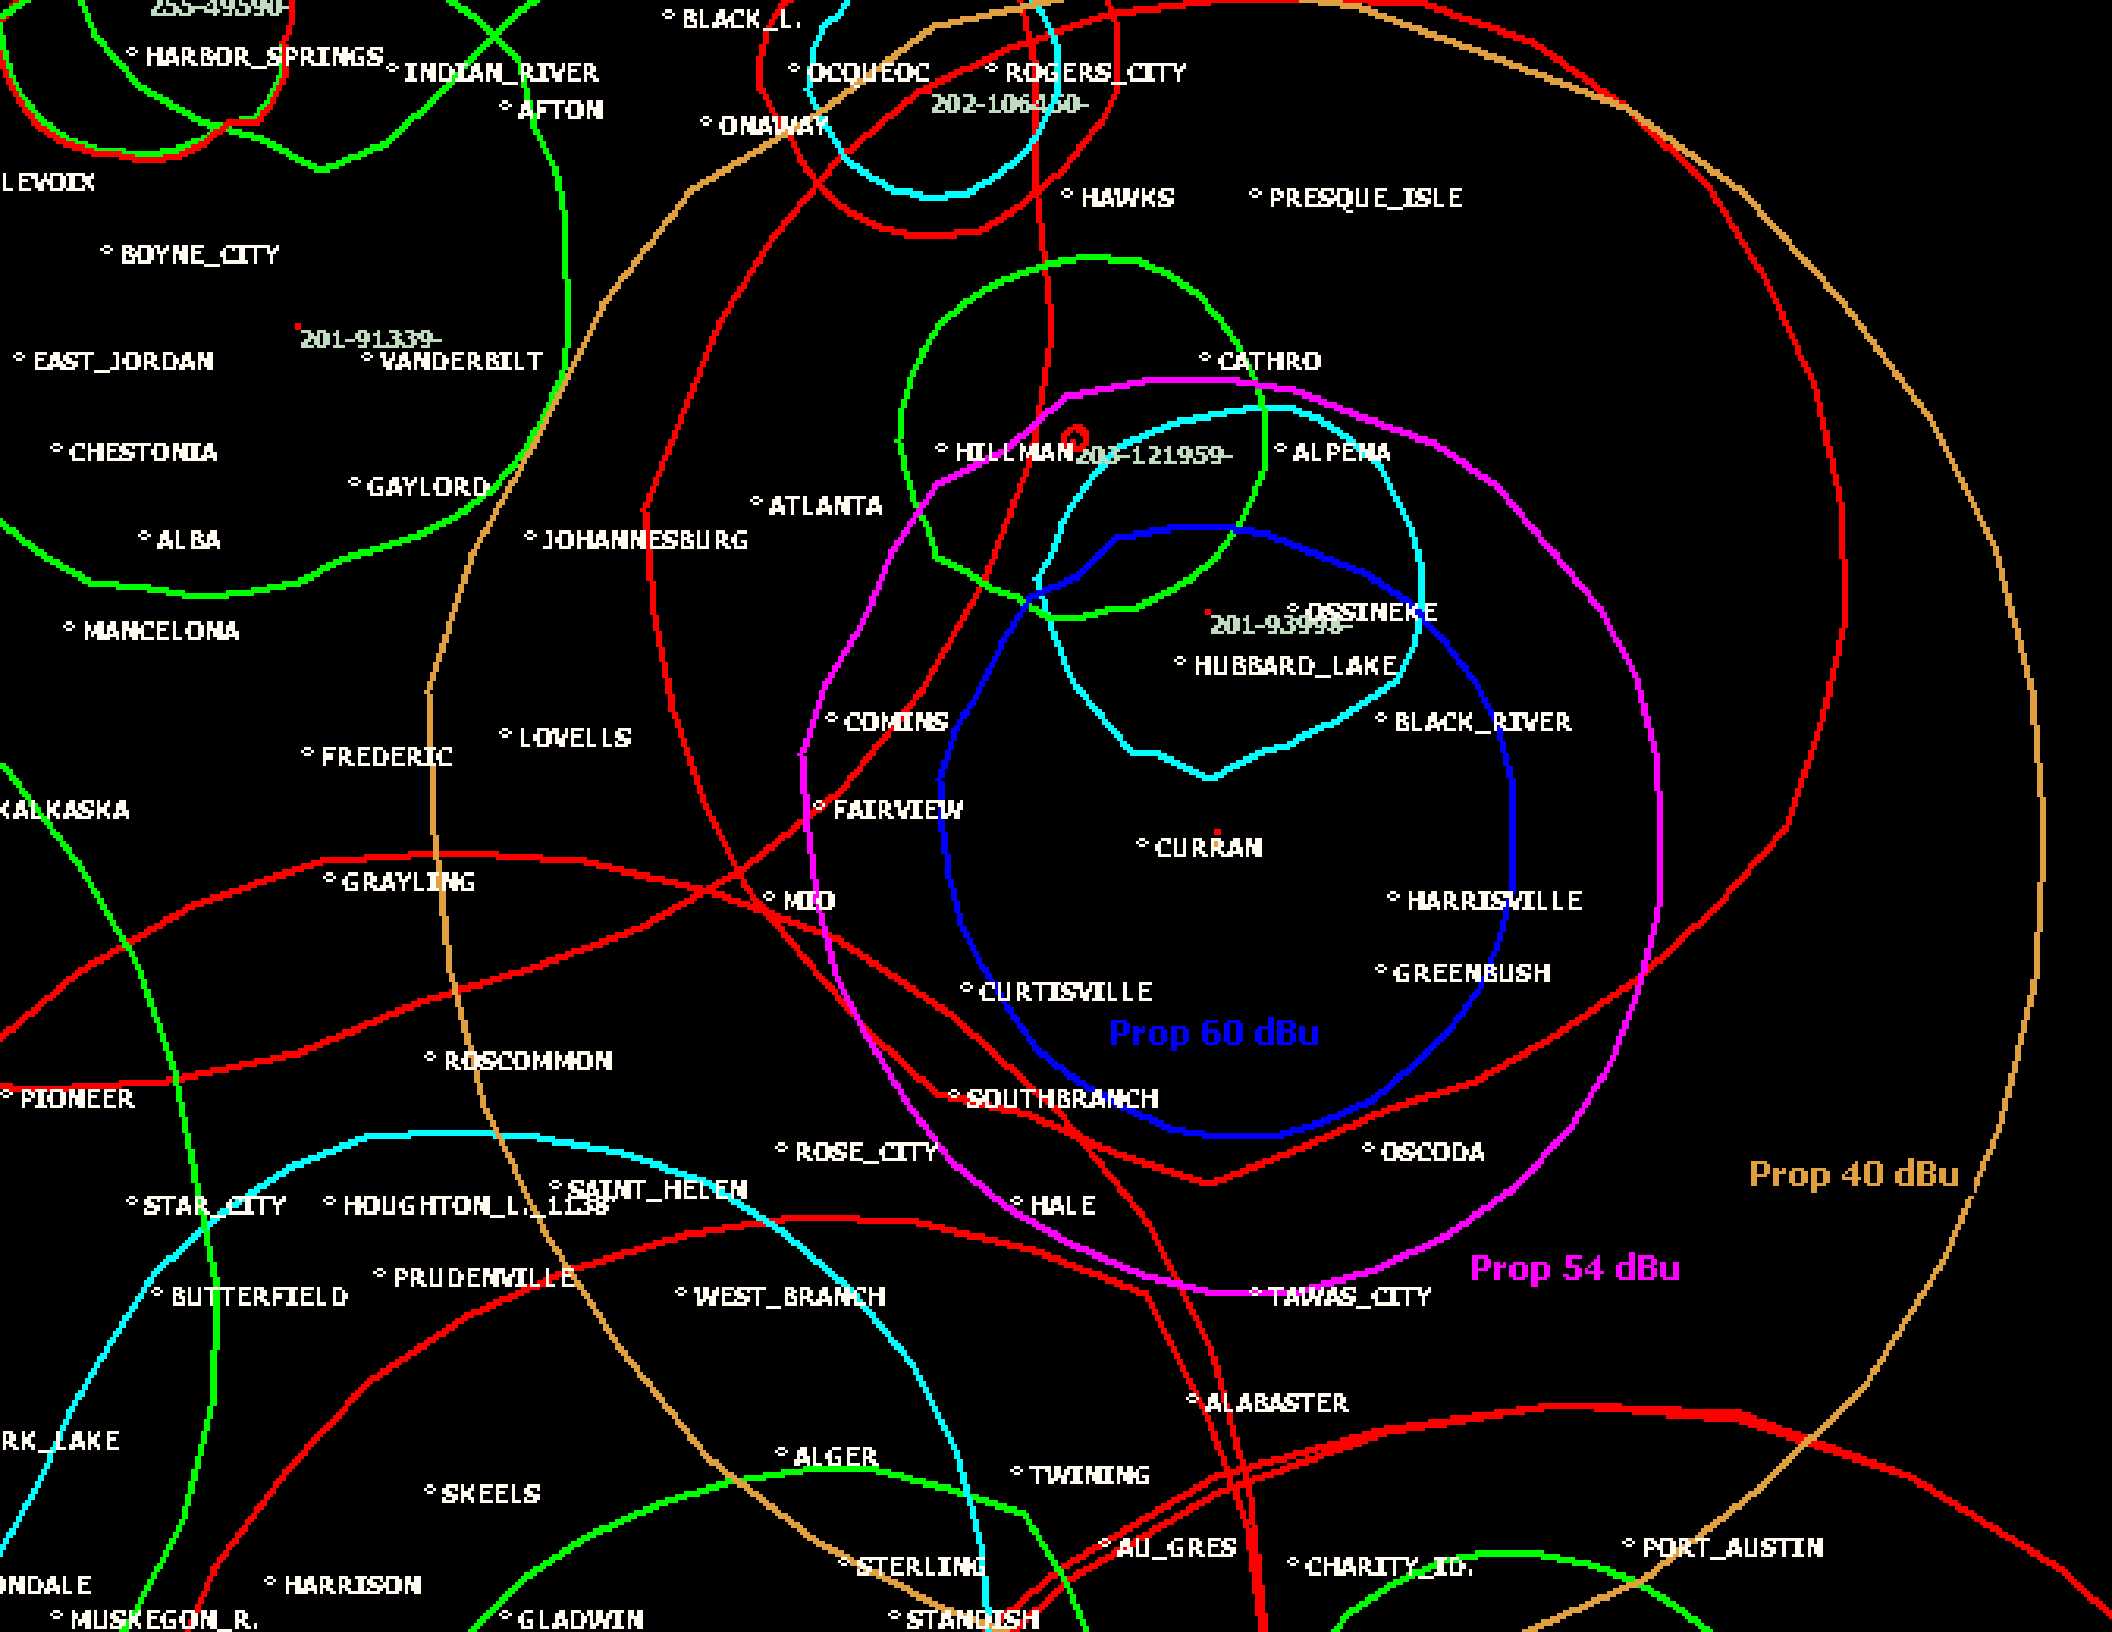 255-49590-
BLACK_L.
HARBOR_SPRINGS
INDIAN_RIVER
OCQUEOC
ROGERS_CITY
AFTON
202-106450-
ONAWAY
LEVOIX
HAWKS
PRESQUE_ISLE
BOYNE_CITY
201-91339-
EAST_JORDAN
VANDERBILT
CATHRO
CHESTONIA
HILLMAN
203-121959-
ALPENA
GAYLORD
ATLANTA
ALBA
JOHANNESBURG
OSSINEKE
201-93998-
MANCELONA
HUBBARD_LAKE
COMINS
BLACK_RIVER
LOVELLS
FREDERIC
KALKASKA
FAIRVIEW
CURRAN
GRAYLING
MIO
HARRISVILLE
GREENBUSH
CURTISVILLE
Prop 60 dBu
ROSCOMMON
PIONEER
SOUTHBRANCH
ROSE_CITY
OSCODA
Prop 40 dBu
SAINT_HELEN
STAR_CITY
HOUGHTON_L._1138
HALE
Prop 54 dBu
PRUDENVILLE
BUTTERFIELD
WEST_BRANCH
TAWAS_CITY
ALABASTER
RK_LAKE
ALGER
TWINING
SKEELS
AU_GRES
PORT_AUSTIN
STERLING
CHARITY_ID.
ONDALE
HARRISON
MUSKEGON_R.
GLADWIN
STANDISH